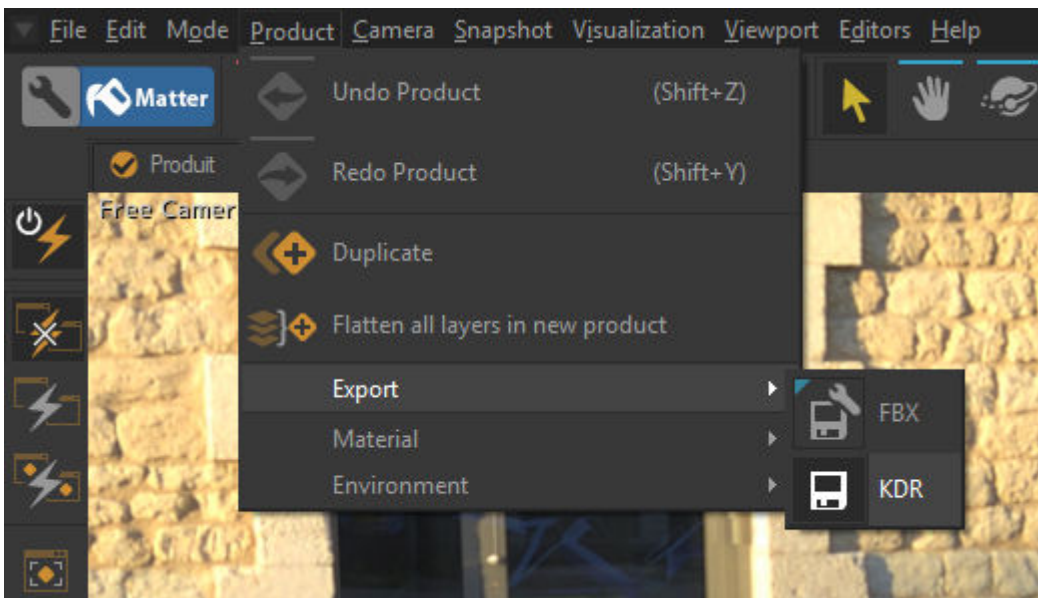 File Edit Mode Product Camera Snapshot Visualization Viewport Editors Help
Matter
Undo Product (Shift+Z)
Produit
Redo Product (Shift+Y)
Free Camer
Duplicate
Flatten all layers in new product
Export
FBX
Material
Environment
KDR